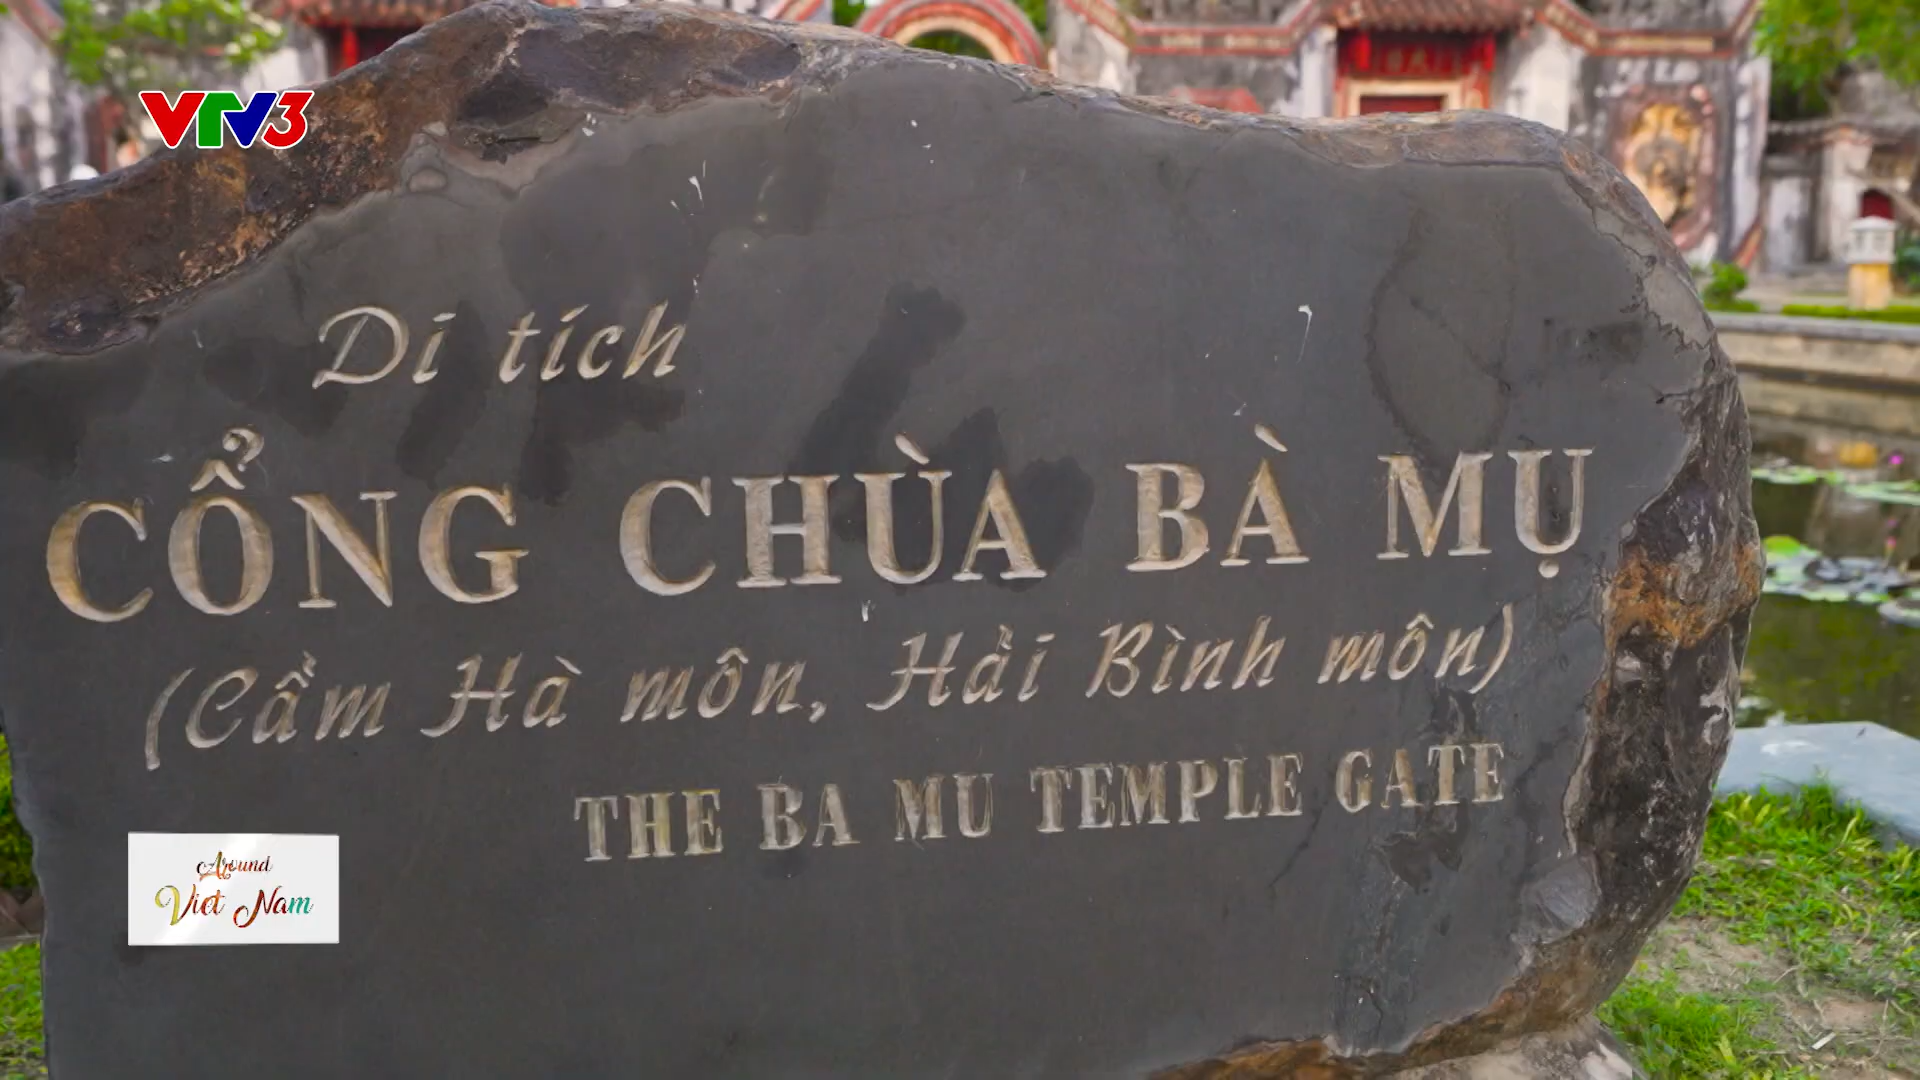 VTV3
Di tích
CỔNG CHÙA BÀ MỤ
(Cẩm Hà môn, Hải Bình môn)
THE BA MU TEMPLE GATE
Around
Việt Nam